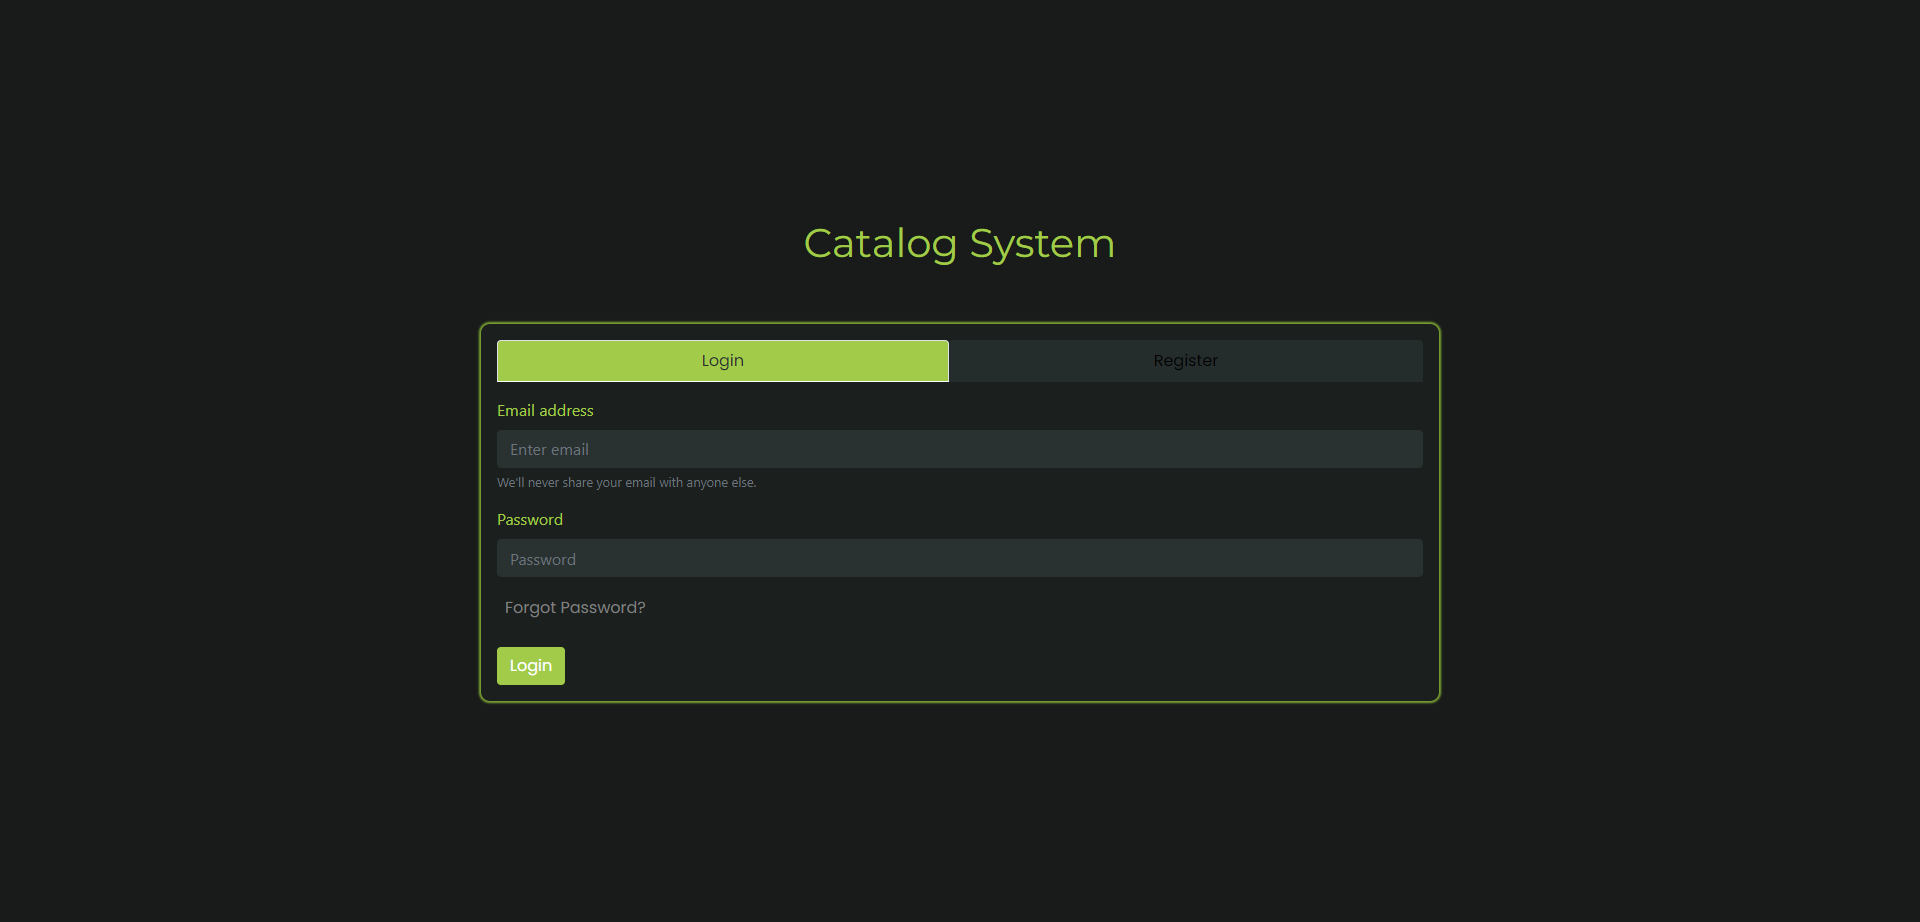 Catalog System
Login Register
Email address
Enter email
We'll never share your email with anyone else.
Password
Password
Forgot Password?
Login